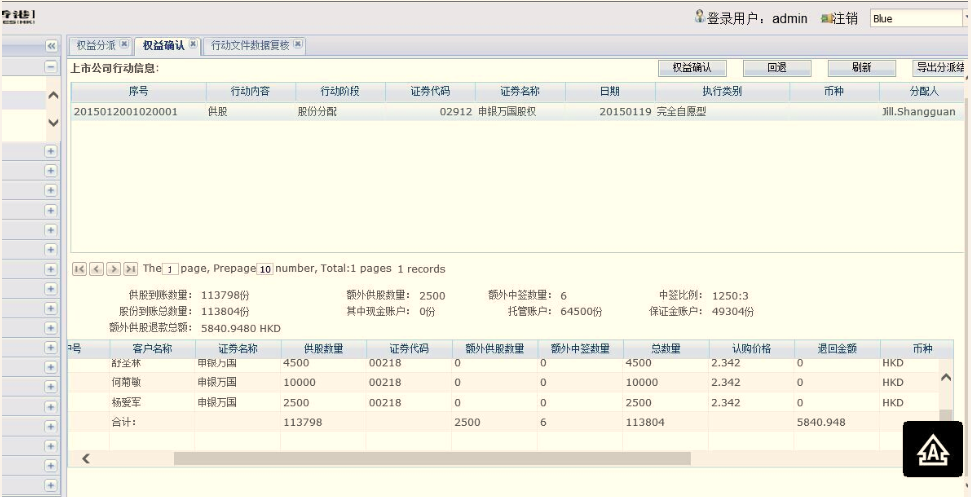 登录用户： admin 注销 Blue
权益分派 权益确认 行动文件数据复核
上市公司行动信息: 权益确认 回退 刷新 导出分派结
序号 行动内容 行动阶段 证券代码 证券名称 日期 执行类别 币种 分配人
2015012001020001 供股 股份分配 02912 申银万国股权 20150119 完全自愿型 Jill.Shangguan
The 1 page, Prepage 10 number, Total:1 pages 1 records
供股到账数量: 113798份 额外供股数量: 2500 额外中签数量: 6 中签比例: 1250:3
股份到账总数量: 113804份 其中现金账户: 0份 托管账户: 64500份 保证金账户: 49304份
额外供股退款总额: 5840.9480 HKD
户号 客户名称 证券名称 供股数量 证券代码 额外供股数量 额外中签数量 总数量 认购价格 退回金额 币种
申银万国 4500 00218 0 0 4500 2.342 0 HKD
何菊敏 申银万国 10000 00218 0 0 10000 2.342 0 HKD
杨爱军 申银万国 2500 00218 0 0 2500 2.342 0 HKD
合计: 113798 2500 6 113804 5840.948
A